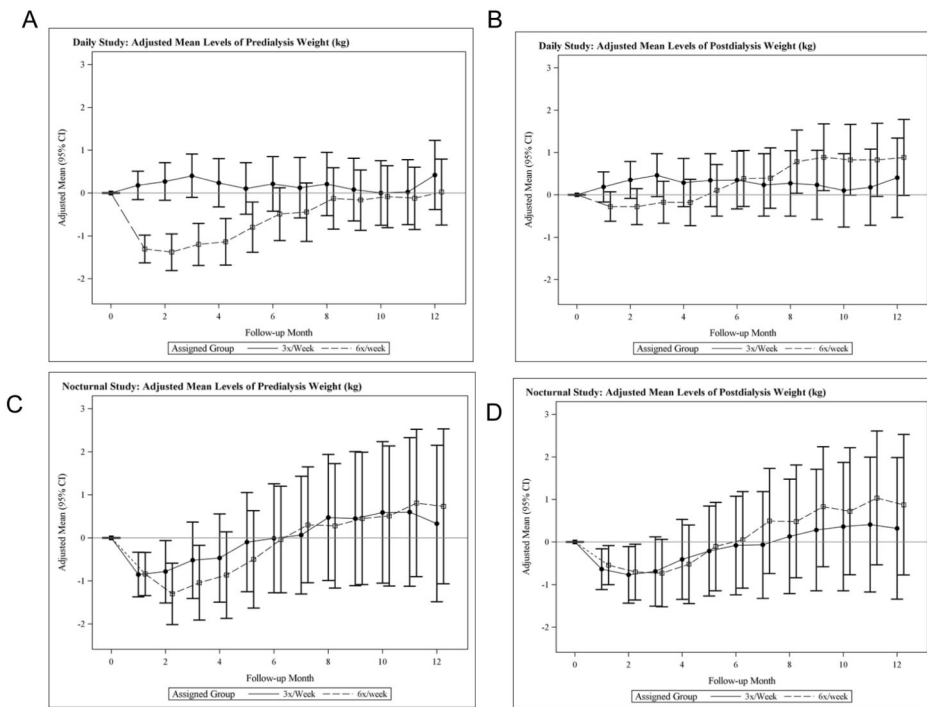 A
Daily Study: Adjusted Mean Levels of Predialysis Weight (kg)
3
2
1
0
-1
-2
Adjusted Mean (95% CI)
0 2 4 6 8 10 12
Follow-up Month
Assigned Group 3x/Week 6x/week
B
Daily Study: Adjusted Mean Levels of Postdialysis Weight (kg)
3
2
1
0
-1
-2
Adjusted Mean (95% CI)
0 2 4 6 8 10 12
Follow-up Month
Assigned Group 3x/Week 6x/week
C
Nocturnal Study: Adjusted Mean Levels of Predialysis Weight (kg)
3
2
1
0
-1
-2
Adjusted Mean (95% CI)
0 2 4 6 8 10 12
Follow-up Month
Assigned Group 3x/Week 6x/week
D
Nocturnal Study: Adjusted Mean Levels of Postdialysis Weight (kg)
3
2
1
0
-1
-2
Adjusted Mean (95% CI)
0 2 4 6 8 10 12
Follow-up Month
Assigned Group 3x/Week 6x/week